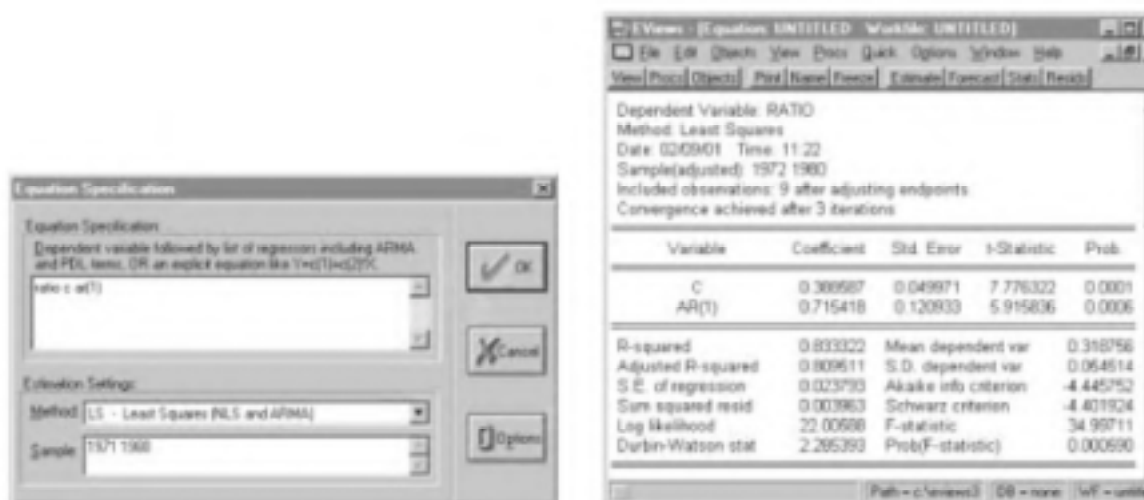 Equation Specification
Equation Specification
Dependent variable followed by list of regressors including ARMA
and PDL terms, OR an explicit equation like Y=c(1)+c(2)*X.
ratio c ar(1)
OK
Cancel
Estimation Settings:
Method: LS - Least Squares (NLS and ARMA)
Sample: 1971 1980
Options
EViews - [Equation: UNTITLED Workfile: UNTITLED]
File Edit Objects View Procs Quick Options Window Help
View Procs Objects Print Name Freeze Estimate Forecast Stats Resids
Dependent Variable: RATIO
Method: Least Squares
Date: 02/09/01 Time: 11:22
Sample(adjusted): 1972 1980
Included observations: 9 after adjusting endpoints
Convergence achieved after 3 iterations
Variable Coefficient Std. Error t-Statistic Prob.
C 0.388587 0.049971 7.776322 0.0001
AR(1) 0.715418 0.120933 5.915836 0.0006
R-squared 0.833322 Mean dependent var 0.318756
Adjusted R-squared 0.809511 S.D. dependent var 0.054514
S.E. of regression 0.023793 Akaike info criterion -4.445752
Sum squared resid 0.003963 Schwarz criterion -4.401924
Log likelihood 22.00588 F-statistic 34.99711
Durbin-Watson stat 2.285393 Prob(F-statistic) 0.000590
Path = c:\eviews3 DB = none WF = untitl